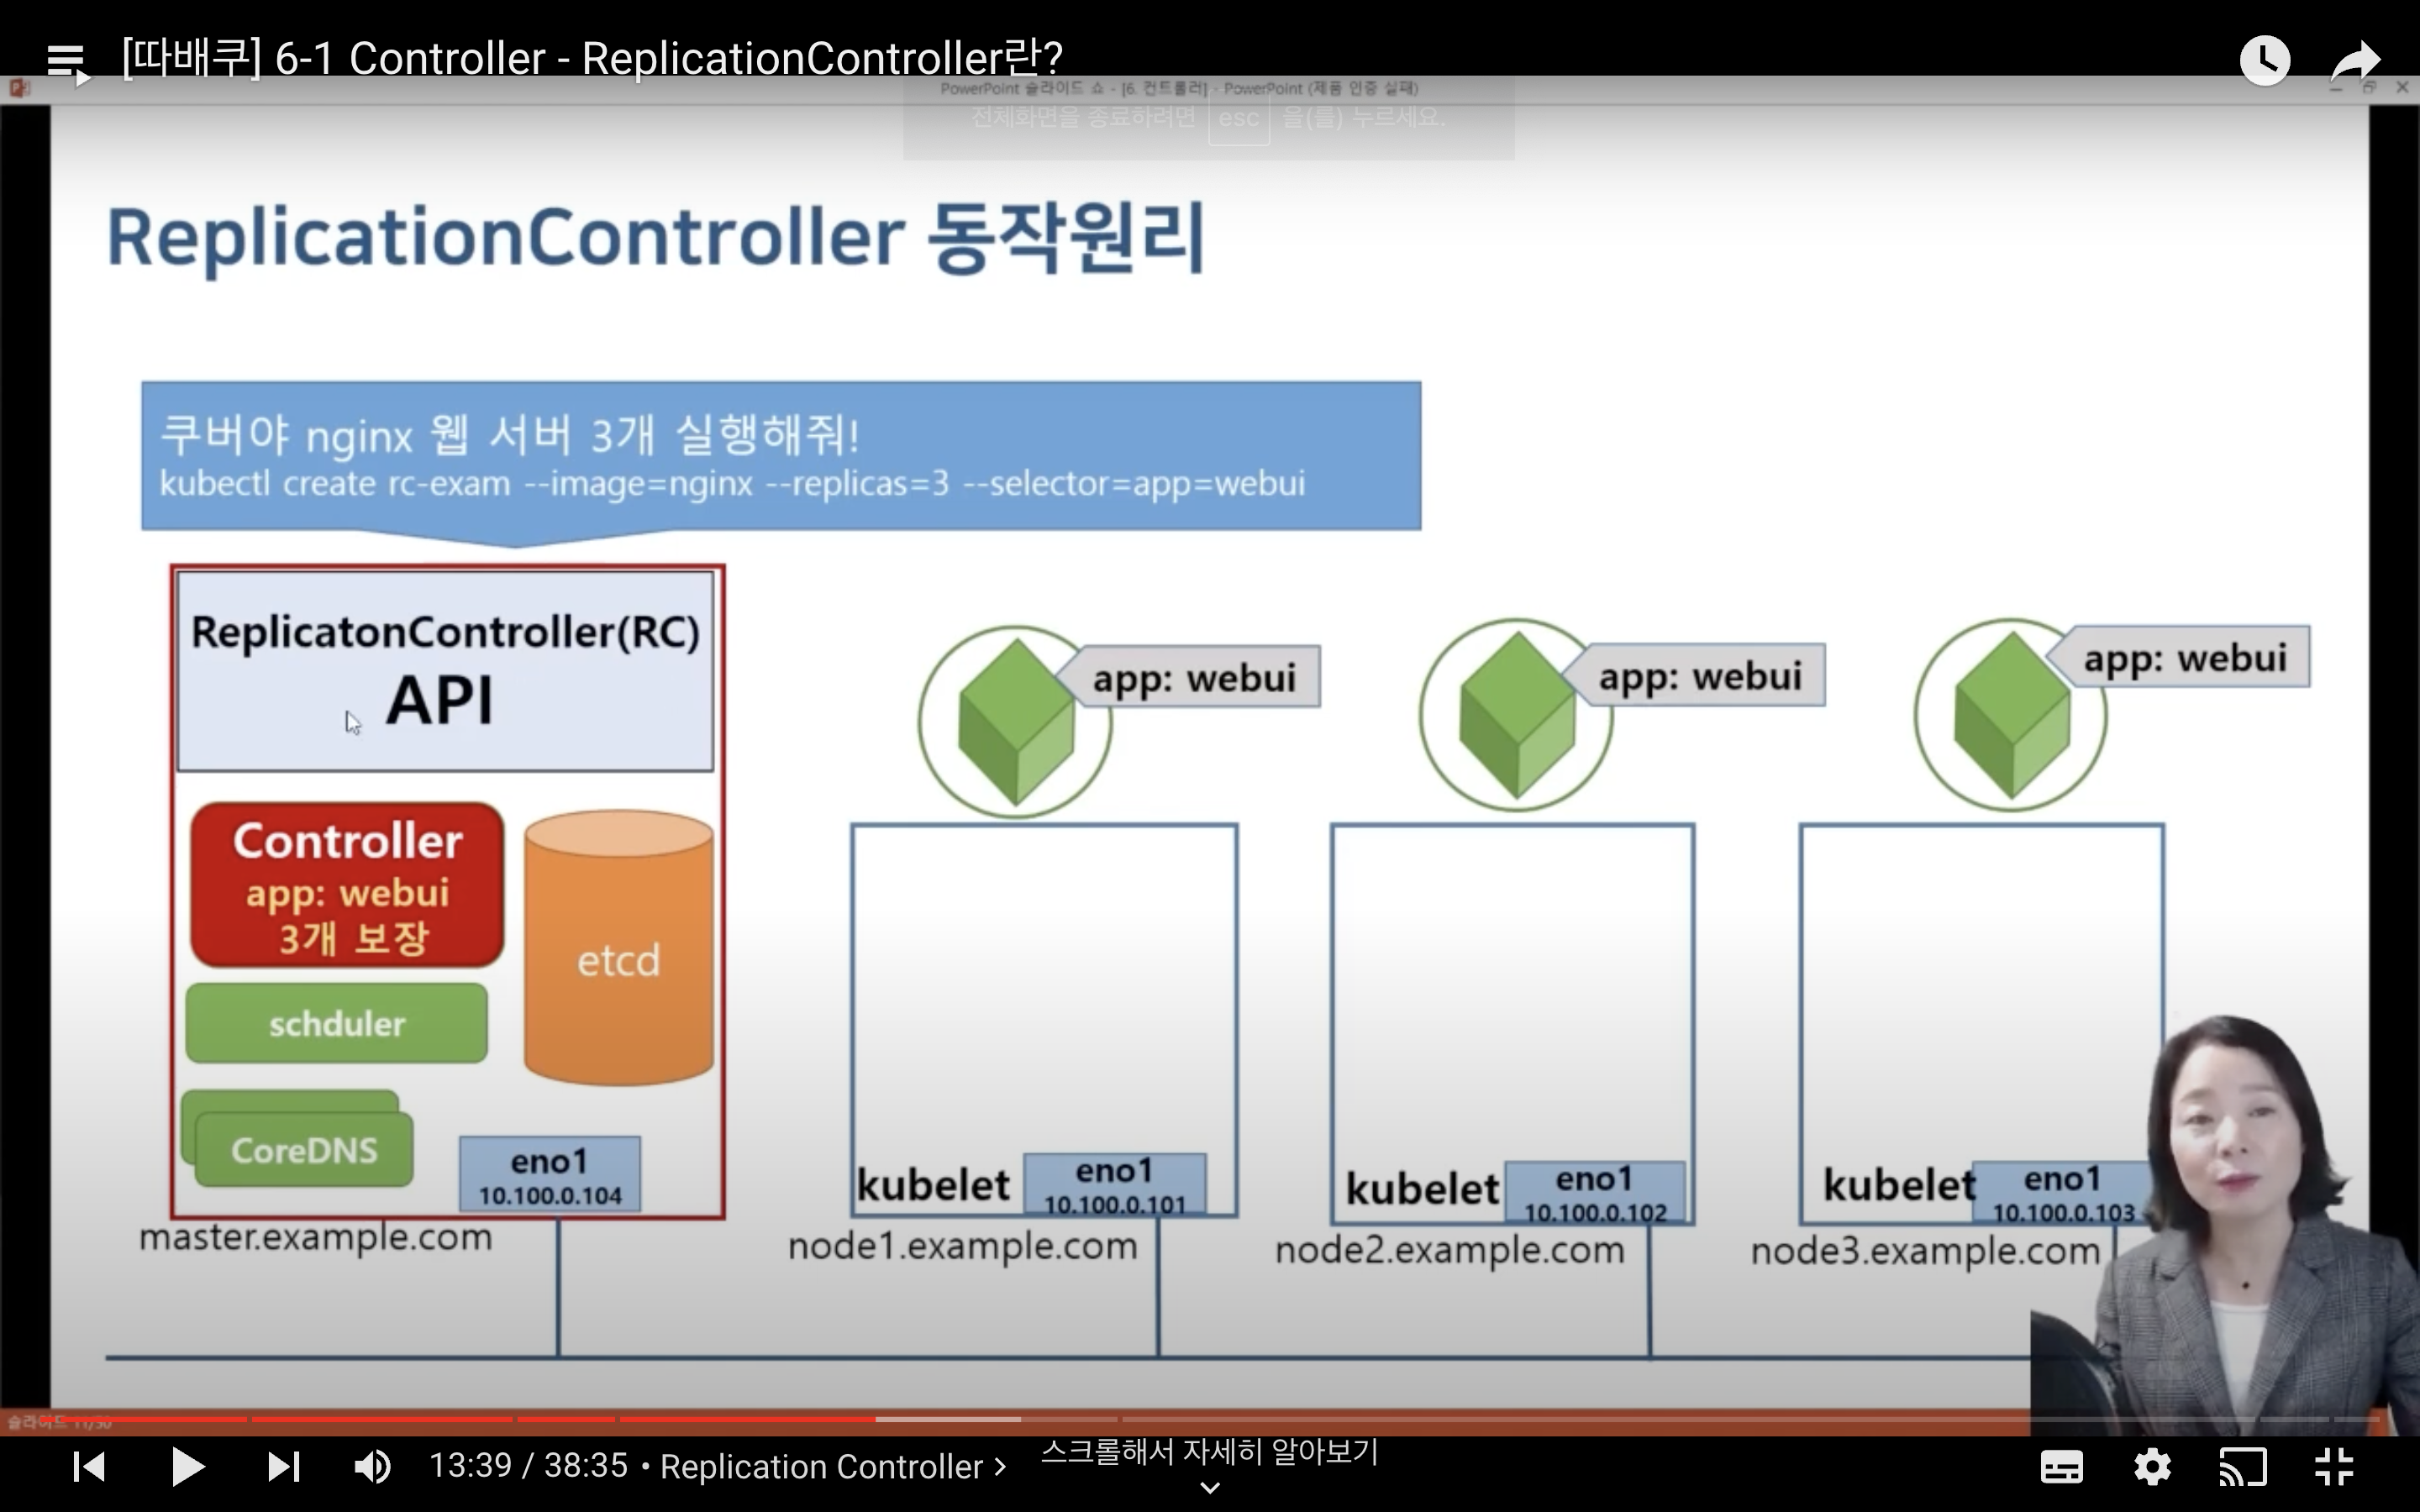 [따배쿠] 6-1 Controller - ReplicationController란?
PowerPoint 슬라이드 쇼 - [6. 컨트롤러] - PowerPoint (제품 인증 실패)
전체화면을 종료하려면 esc 을(를) 누르세요.
ReplicationController 동작원리
쿠버야 nginx 웹 서버 3개 실행해줘!
kubectl create rc-exam --image=nginx --replicas=3 --selector=app=webui
ReplicatonController(RC)
API
Controller
app: webui
3개 보장
schduler
CoreDNS
etcd
eno1
10.100.0.104
master.example.com
app: webui
kubelet
eno1
10.100.0.101
node1.example.com
app: webui
kubelet
eno1
10.100.0.102
node2.example.com
app: webui
kubelet
eno1
10.100.0.103
node3.example.com
슬라이드
13:39 / 38:35 • Replication Controller
스크롤해서 자세히 알아보기